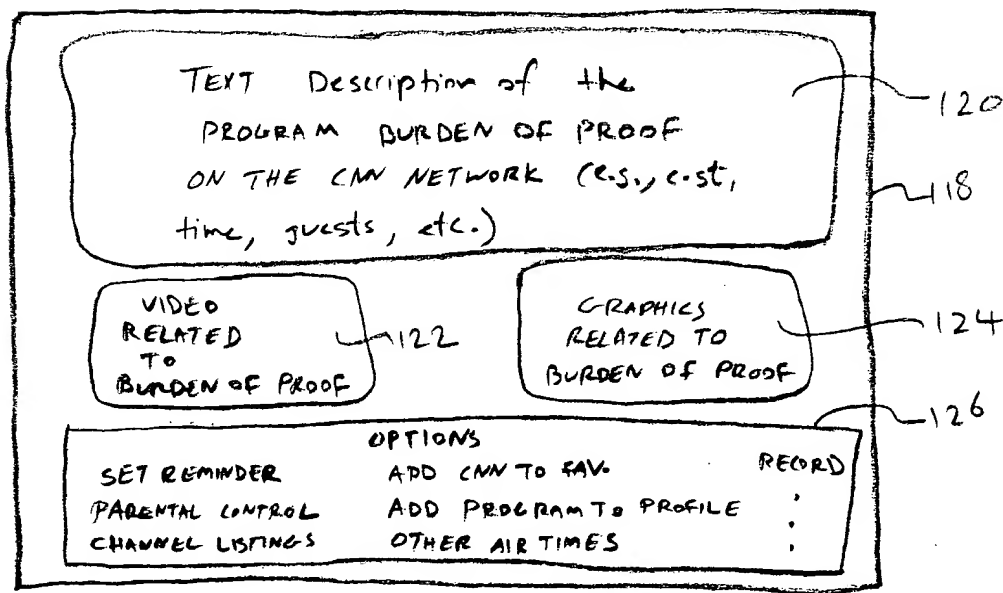 TEXT Description of the
PROGRAM BURDEN OF PROOF
ON THE CNN NETWORK (e.g., cost,
time, guests, etc.)
120
118
VIDEO
RELATED
TO
BURDEN OF PROOF
122
GRAPHICS
RELATED TO
BURDEN OF PROOF
124
126
OPTIONS
SET REMINDER ADD CNN TO FAV. RECORD
PARENTAL CONTROL ADD PROGRAM TO PROFILE
CHANNEL LISTINGS OTHER AIR TIMES